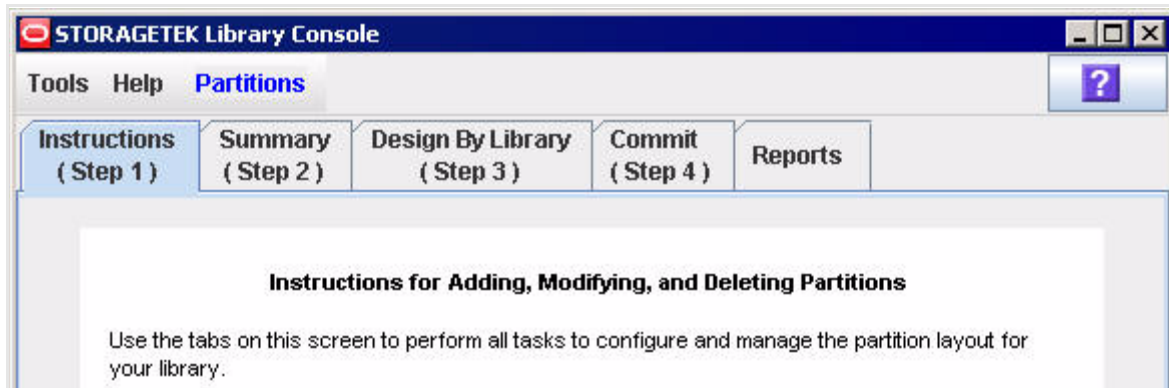 STORAGETEK Library Console
Tools Help Partitions
?
Instructions
( Step 1 )
Summary
( Step 2 )
Design By Library
( Step 3 )
Commit
( Step 4 )
Reports
Instructions for Adding, Modifying, and Deleting Partitions
Use the tabs on this screen to perform all tasks to configure and manage the partition layout for
your library.